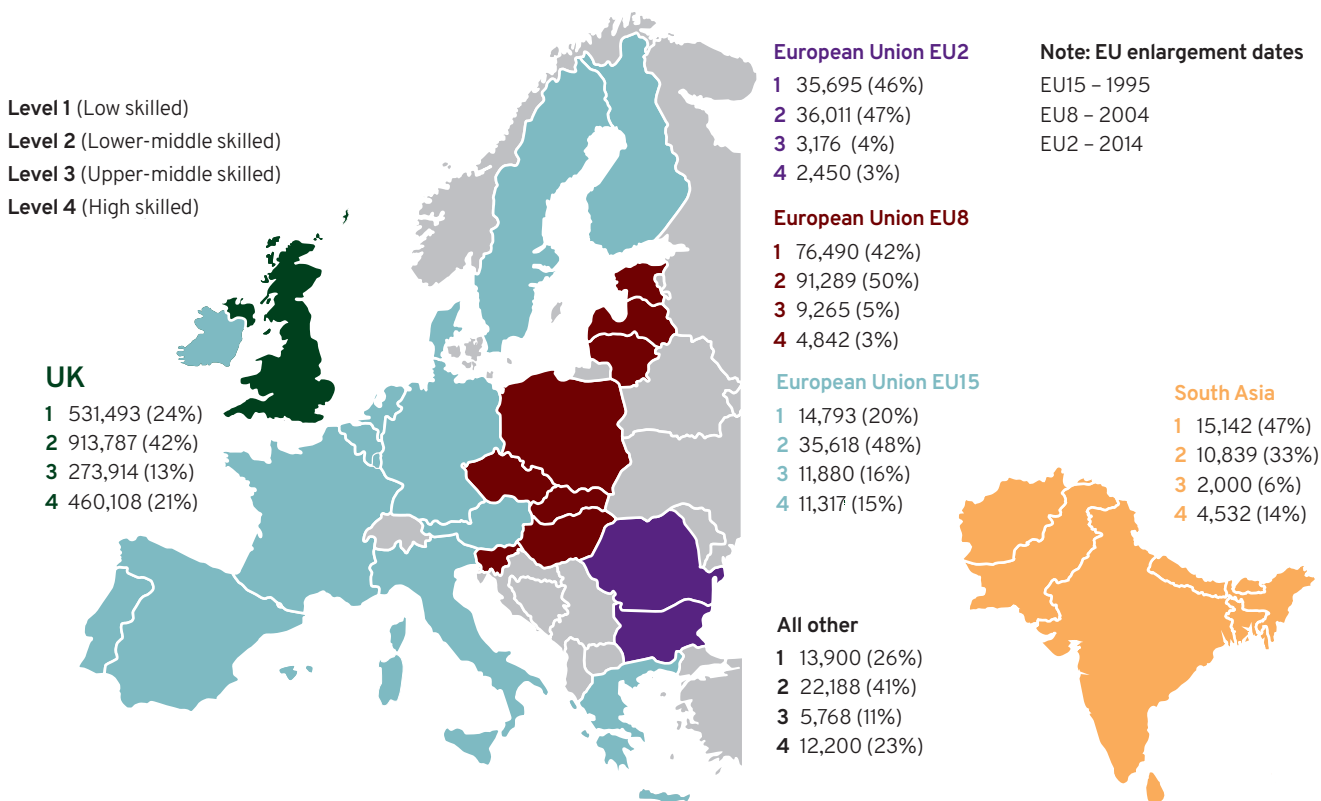 Level 1 (Low skilled)
Level 2 (Lower-middle skilled)
Level 3 (Upper-middle skilled)
Level 4 (High skilled)
UK
1 531,493 (24%)
2 913,787 (42%)
3 273,914 (13%)
4 460,108 (21%)
European Union EU2
1 35,695 (46%)
2 36,011 (47%)
3 3,176 (4%)
4 2,450 (3%)
Note: EU enlargement dates
EU15 – 1995
EU8 – 2004
EU2 – 2014
European Union EU8
1 76,490 (42%)
2 91,289 (50%)
3 9,265 (5%)
4 4,842 (3%)
European Union EU15
1 14,793 (20%)
2 35,618 (48%)
3 11,880 (16%)
4 11,317 (15%)
South Asia
1 15,142 (47%)
2 10,839 (33%)
3 2,000 (6%)
4 4,532 (14%)
All other
1 13,900 (26%)
2 22,188 (41%)
3 5,768 (11%)
4 12,200 (23%)